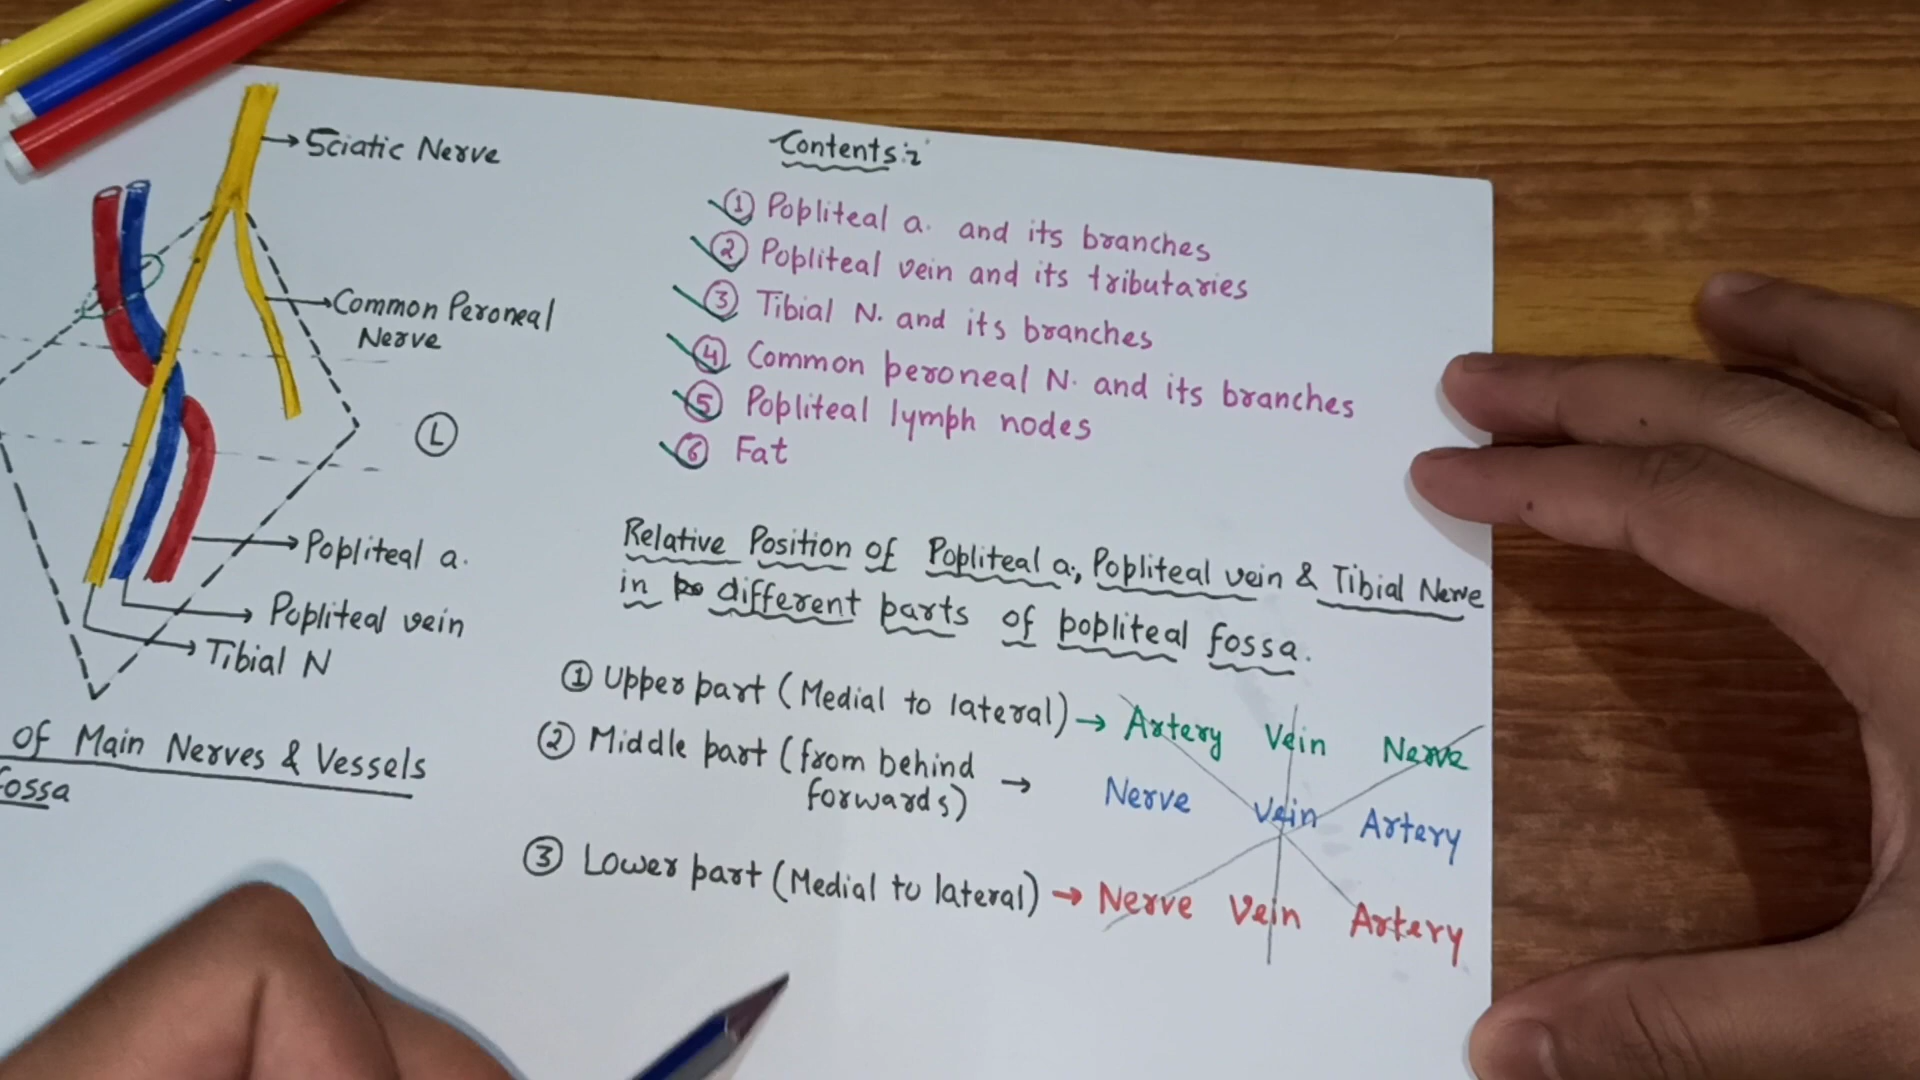 Sciatic Nerve
Common Peroneal
Nerve
L
Popliteal a.
Popliteal vein
Tibial N
of Main Nerves & Vessels
fossa
Contents:-
① Popliteal a. and its branches
② Popliteal vein and its tributaries
③ Tibial N. and its branches
④ Common peroneal N. and its branches
⑤ Popliteal lymph nodes
⑥ Fat
Relative Position of Popliteal a., Popliteal vein & Tibial Nerve
in different parts of popliteal fossa.
① Upper part (Medial to lateral) → Artery Vein Nerve
② Middle part (from behind
forwards) → Nerve Vein Artery
③ Lower part (Medial to lateral) → Nerve Vein Artery